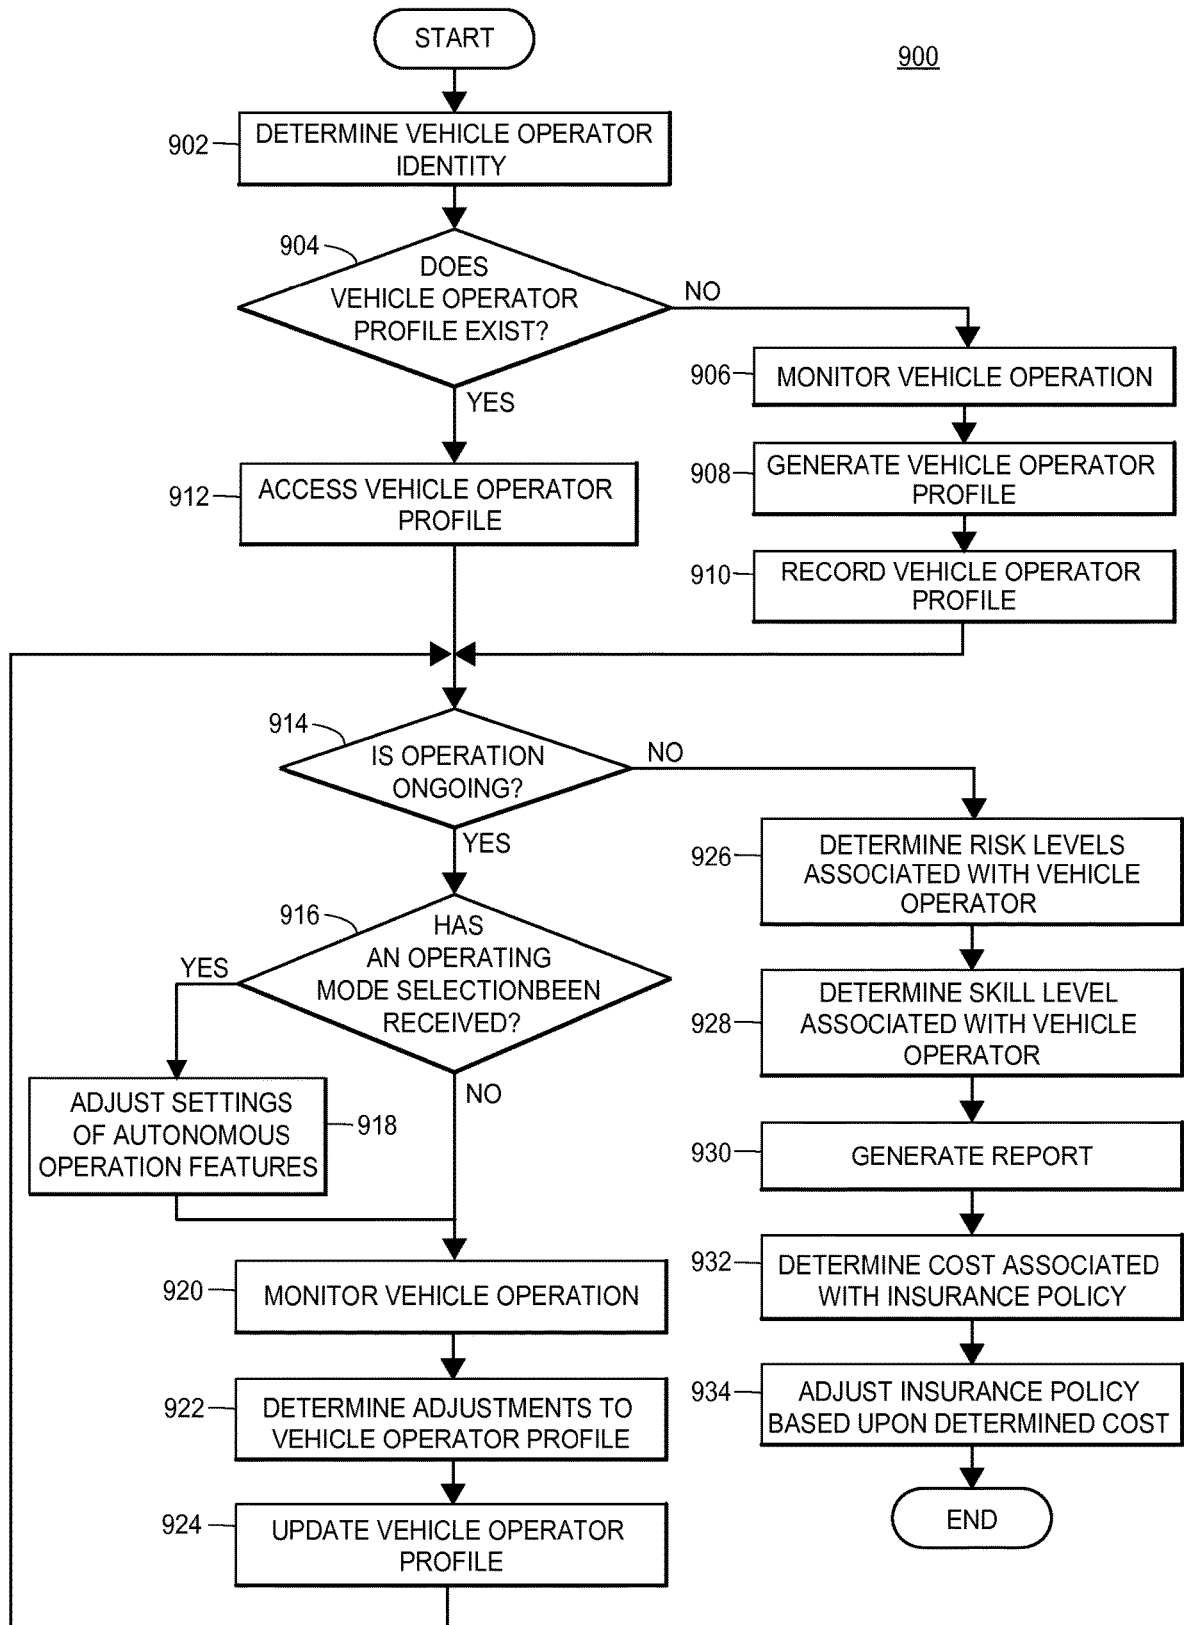 START
900
902
DETERMINE VEHICLE OPERATOR
IDENTITY
904
DOES
VEHICLE OPERATOR
PROFILE EXIST?
NO
YES
906
MONITOR VEHICLE OPERATION
908
GENERATE VEHICLE OPERATOR
PROFILE
910
RECORD VEHICLE OPERATOR
PROFILE
912
ACCESS VEHICLE OPERATOR
PROFILE
914
IS OPERATION
ONGOING?
NO
YES
916
HAS
AN OPERATING
MODE SELECTIONBEEN
RECEIVED?
YES
NO
ADJUST SETTINGS
OF AUTONOMOUS
OPERATION FEATURES
918
920
MONITOR VEHICLE OPERATION
922
DETERMINE ADJUSTMENTS TO
VEHICLE OPERATOR PROFILE
924
UPDATE VEHICLE OPERATOR
PROFILE
926
DETERMINE RISK LEVELS
ASSOCIATED WITH VEHICLE
OPERATOR
928
DETERMINE SKILL LEVEL
ASSOCIATED WITH VEHICLE
OPERATOR
930
GENERATE REPORT
932
DETERMINE COST ASSOCIATED
WITH INSURANCE POLICY
934
ADJUST INSURANCE POLICY
BASED UPON DETERMINED COST
END